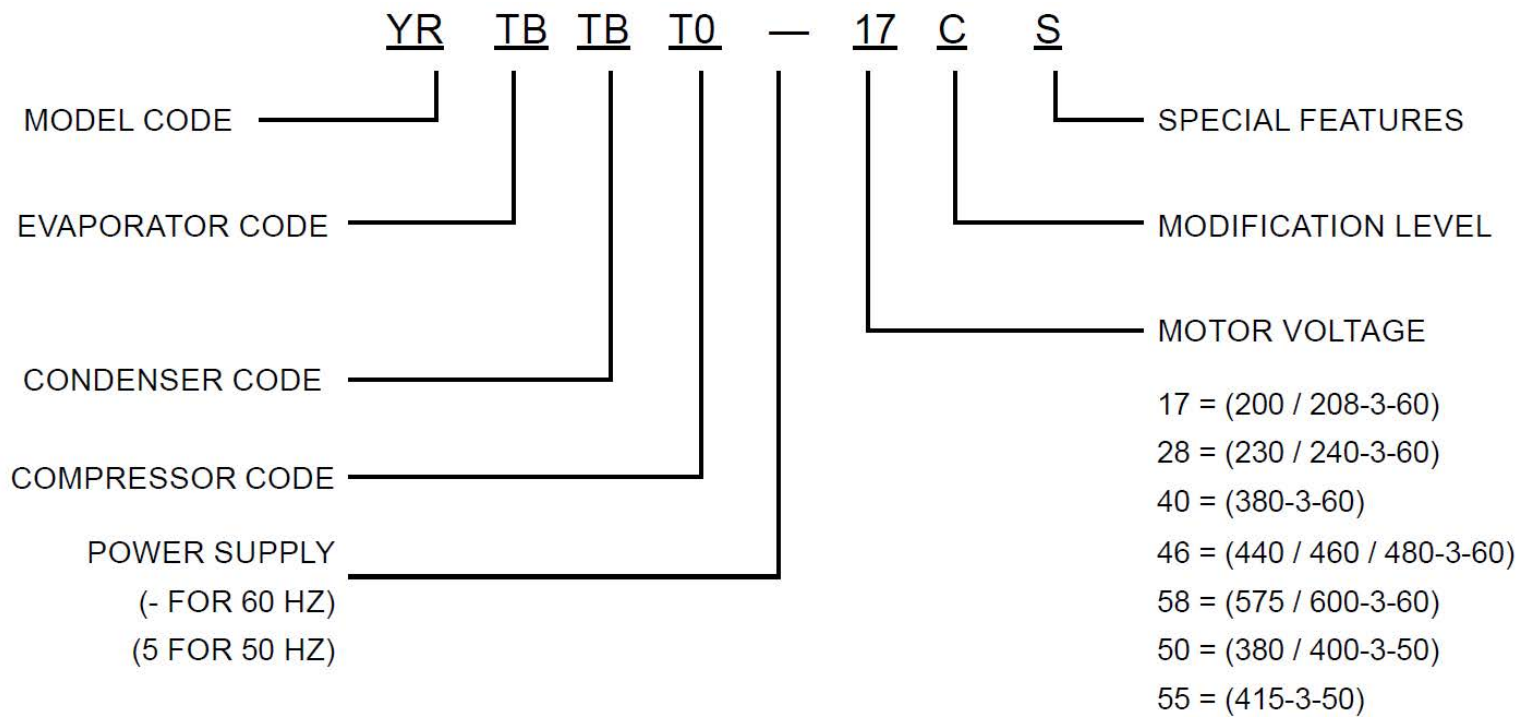 YR TB TB T0 — 17 C S
MODEL CODE
SPECIAL FEATURES
EVAPORATOR CODE
MODIFICATION LEVEL
MOTOR VOLTAGE
CONDENSER CODE
17 = (200 / 208-3-60)
28 = (230 / 240-3-60)
COMPRESSOR CODE
40 = (380-3-60)
POWER SUPPLY
46 = (440 / 460 / 480-3-60)
(- FOR 60 HZ)
58 = (575 / 600-3-60)
(5 FOR 50 HZ)
50 = (380 / 400-3-50)
55 = (415-3-50)